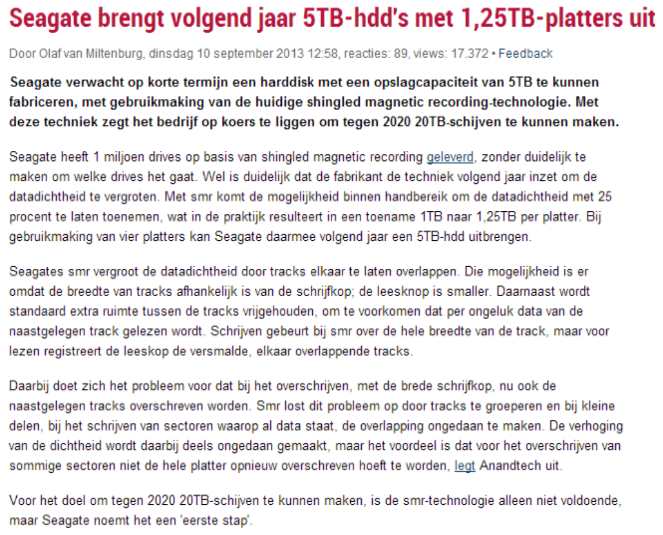 Seagate brengt volgend jaar 5TB-hdd's met 1,25TB-platters uit
Door Olaf van Miltenburg, dinsdag 10 september 2013 12:58, reacties: 89, views: 17.372 • Feedback
Seagate verwacht op korte termijn een harddisk met een opslagcapaciteit van 5TB te kunnen
fabriceren, met gebruikmaking van de huidige shingled magnetic recording-technologie. Met
deze techniek zegt het bedrijf op koers te liggen om tegen 2020 20TB-schijven te kunnen maken.
Seagate heeft 1 miljoen drives op basis van shingled magnetic recording geleverd, zonder duidelijk te
maken om welke drives het gaat. Wel is duidelijk dat de fabrikant de techniek volgend jaar inzet om de
datadichtheid te vergroten. Met smr komt de mogelijkheid binnen handbereik om de datadichtheid met 25
procent te laten toenemen, wat in de praktijk resulteert in een toename 1TB naar 1,25TB per platter. Bij
gebruikmaking van vier platters kan Seagate daarmee volgend jaar een 5TB-hdd uitbrengen.
Seagates smr vergroot de datadichtheid door tracks elkaar te laten overlappen. Die mogelijkheid is er
omdat de breedte van tracks afhankelijk is van de schrijfkop; de leesknop is smaller. Daarnaast wordt
standaard extra ruimte tussen de tracks vrijgehouden, om te voorkomen dat per ongeluk data van de
naastgelegen track gelezen wordt. Schrijven gebeurt bij smr over de hele breedte van de track, maar voor
lezen registreert de leeskop de versmalde, elkaar overlappende tracks.
Daarbij doet zich het probleem voor dat bij het overschrijven, met de brede schrijfkop, nu ook de
naastgelegen tracks overschreven worden. Smr lost dit probleem op door tracks te groeperen en bij kleine
delen, bij het schrijven van sectoren waarop al data staat, de overlapping ongedaan te maken. De verhoging
van de dichtheid wordt daarbij deels ongedaan gemaakt, maar het voordeel is dat voor het overschrijven van
sommige sectoren niet de hele platter opnieuw overschreven hoeft te worden, legt Anandtech uit.
Voor het doel om tegen 2020 20TB-schijven te kunnen maken, is de smr-technologie alleen niet voldoende,
maar Seagate noemt het een 'eerste stap'.